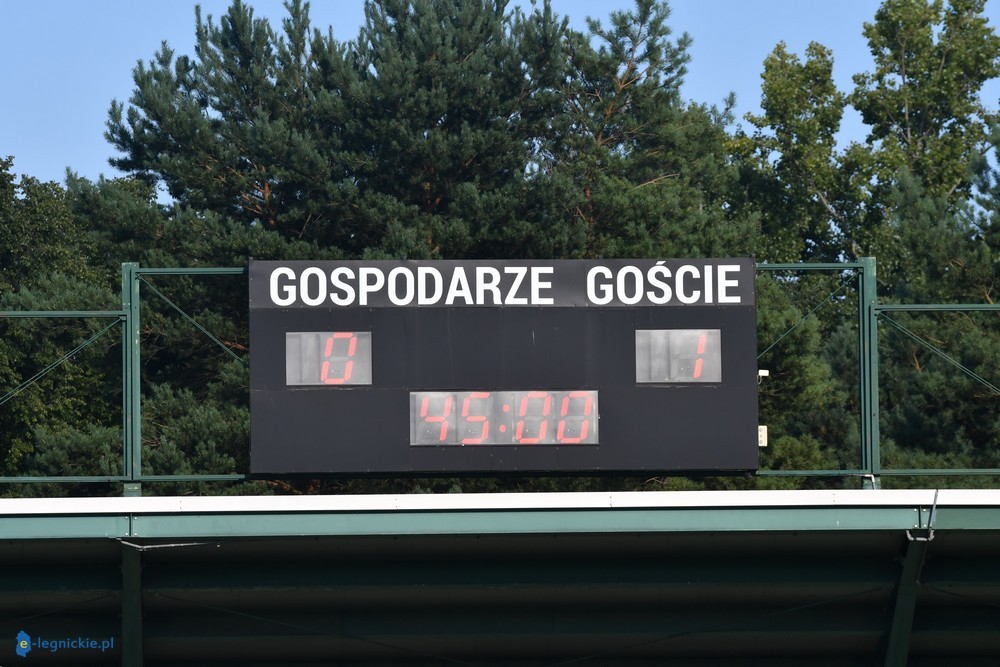 GOSPODARZE GOŚCIE
0 1
45:00
e-legnickie.pl